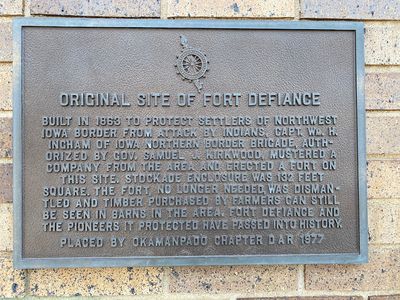 ORIGINAL SITE OF FORT DEFIANCE
BUILT IN 1863 TO PROTECT SETTLERS OF NORTHWEST
IOWA BORDER FROM ATTACK BY INDIANS, CAPT. WM. H.
INGHAM OF IOWA NORTHERN BORDER BRIGADE, AUTH-
ORIZED BY GOV. SAMUEL J. KIRKWOOD, MUSTERED A
COMPANY FROM THE AREA AND ERECTED A FORT ON
THIS SITE. STOCKADE ENCLOSURE WAS 132 FEET
SQUARE. THE FORT, NO LONGER NEEDED, WAS DISMAN-
TLED AND TIMBER PURCHASED BY FARMERS CAN STILL
BE SEEN IN BARNS IN THE AREA. FORT DEFIANCE AND
THE PIONEERS IT PROTECTED HAVE PASSED INTO HISTORY.
PLACED BY OKAMANPADO CHAPTER D A R 1977